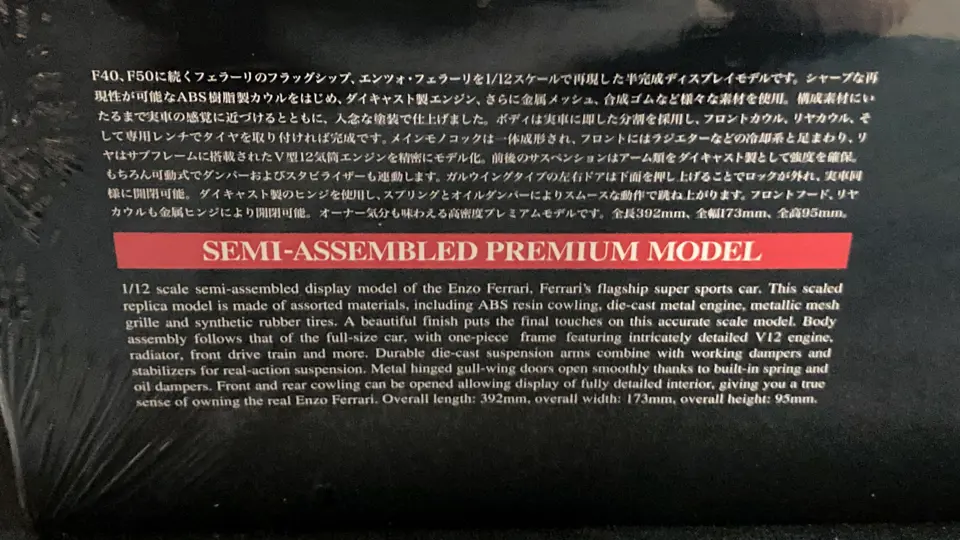 F40、F50に続くフェラーリのフラッグシップ、エンツォ・フェラーリを1/12スケールで再現した半完成ディスプレイモデルです。シャープな再
現性が可能なABS樹脂製カウルをはじめ、ダイキャスト製エンジン、さらに金属メッシュ、合成ゴムなど様々な素材を使用。構成素材にい
たるまで実車の感覚に近づけるとともに、入念な塗装で仕上げました。ボディは実車に即した分割を採用し、フロントカウル、リヤカウル、そ
して専用レンチでタイヤを取り付ければ完成です。メインモノコックは一体成形され、フロントにはラジエターなどの冷却系と足まわり、リ
ヤはサブフレームに搭載されたV型12気筒エンジンを精密にモデル化。前後のサスペンションはアーム類をダイキャスト製として強度を確保。
もちろん可動式でダンパーおよびスタビライザーも連動します。ガルウイングタイプの左右ドアは下面を押し上げることでロックが外れ、実車同
様に開閉可能。ダイキャスト製のヒンジを使用し、スプリングとオイルダンパーによりスムースな動作で跳ね上がります。フロントフード、リヤ
カウルも金属ヒンジにより開閉可能。オーナー気分も味わえる高密度プレミアムモデルです。全長392mm、全幅173mm、全高95mm。
SEMI-ASSEMBLED PREMIUM MODEL
1/12 scale semi-assembled display model of the Enzo Ferrari, Ferrari's flagship super sports car. This scaled
replica model is made of assorted materials, including ABS resin cowling, die-cast metal engine, metallic mesh
grille and synthetic rubber tires. A beautiful finish puts the final touches on this accurate scale model. Body
assembly follows that of the full-size car, with one-piece frame featuring intricately detailed V12 engine,
radiator, front drive train and more. Durable die-cast suspension arms combine with working dampers and
stabilizers for real-action suspension. Metal hinged gull-wing doors open smoothly thanks to built-in spring and
oil dampers. Front and rear cowling can be opened allowing display of fully detailed interior, giving you a true
sense of owning the real Enzo Ferrari. Overall length: 392mm, overall width: 173mm, overall height: 95mm.